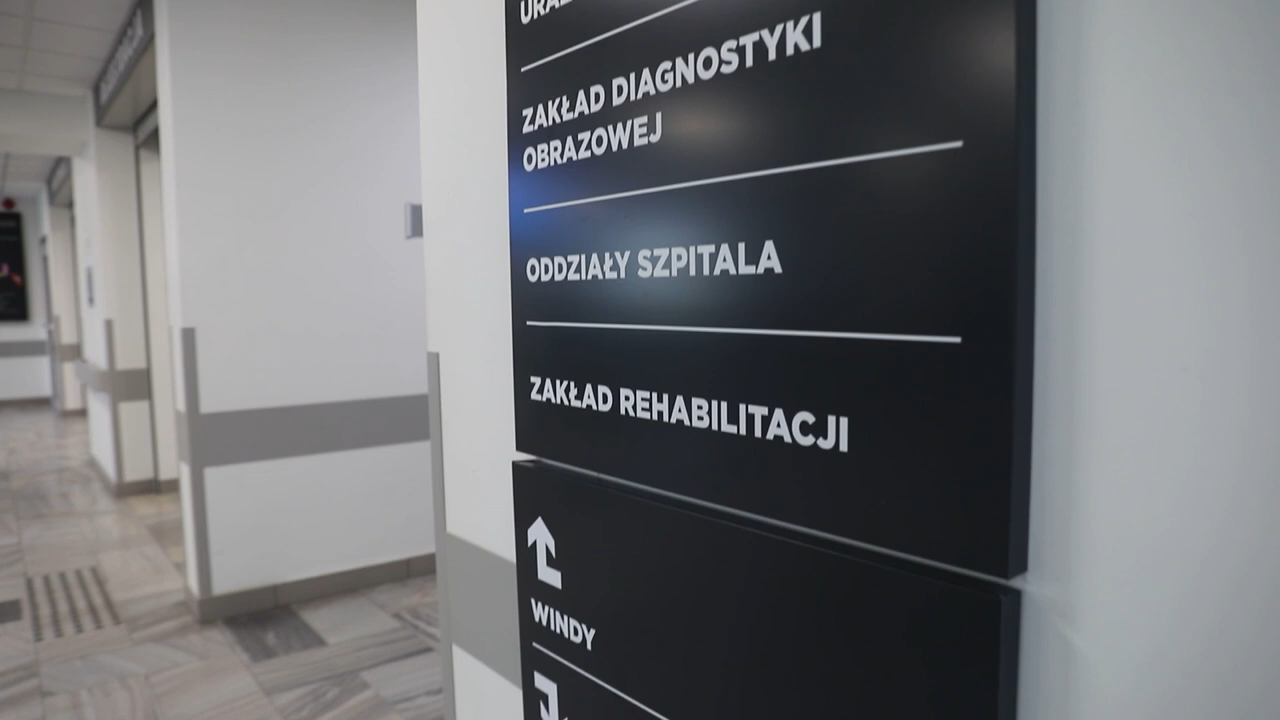 ZAKŁAD DIAGNOSTYKI
OBRAZOWEJ
ODDZIAŁY SZPITALA
ZAKŁAD REHABILITACJI
WINDY